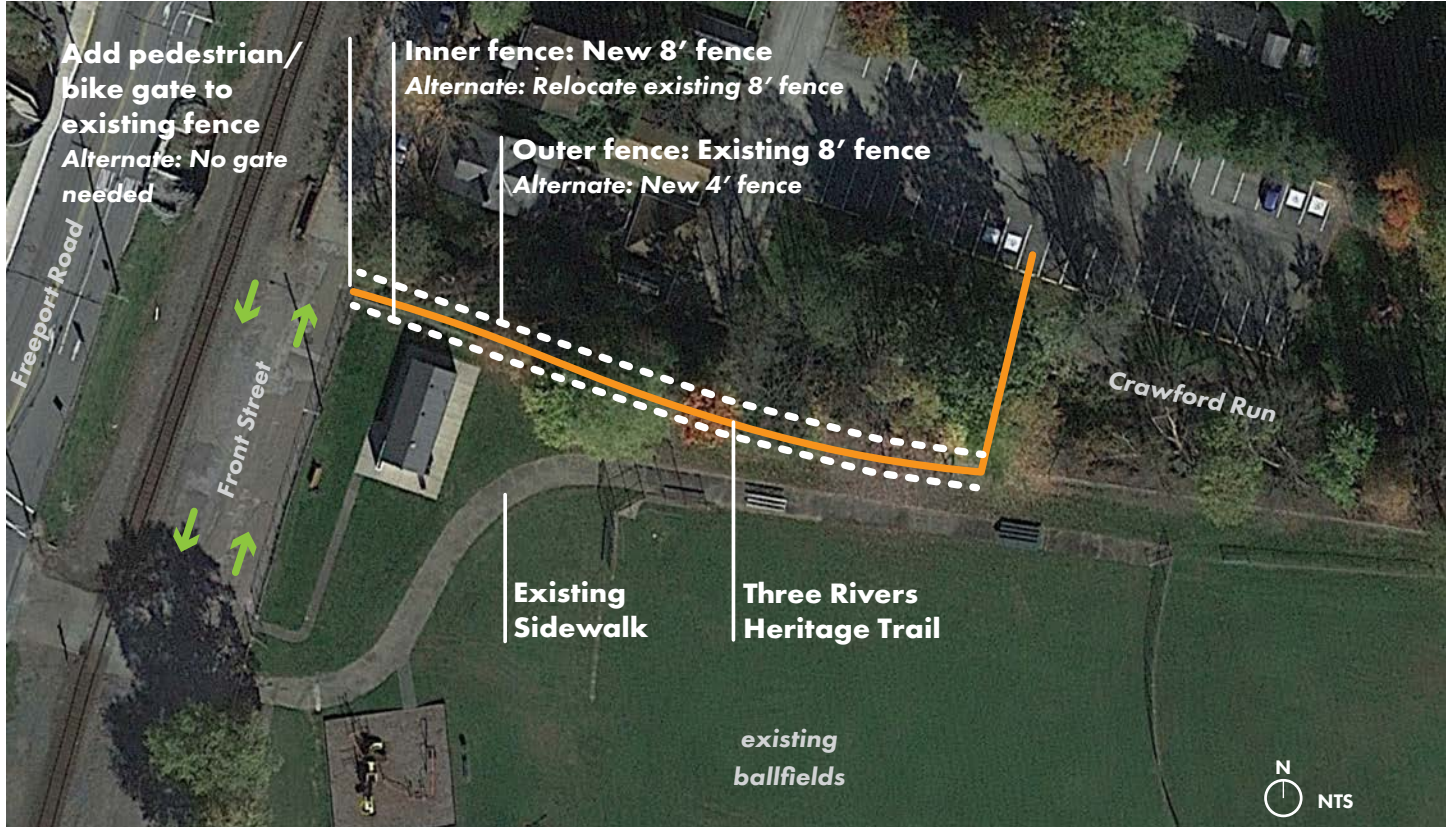 Add pedestrian/
bike gate to
existing fence
Alternate: No gate
needed
Inner fence: New 8’ fence
Alternate: Relocate existing 8’ fence
Outer fence: Existing 8’ fence
Alternate: New 4’ fence
Freeport Road
Front Street
Crawford Run
Existing
Sidewalk
Three Rivers
Heritage Trail
existing
ballfields
N
NTS